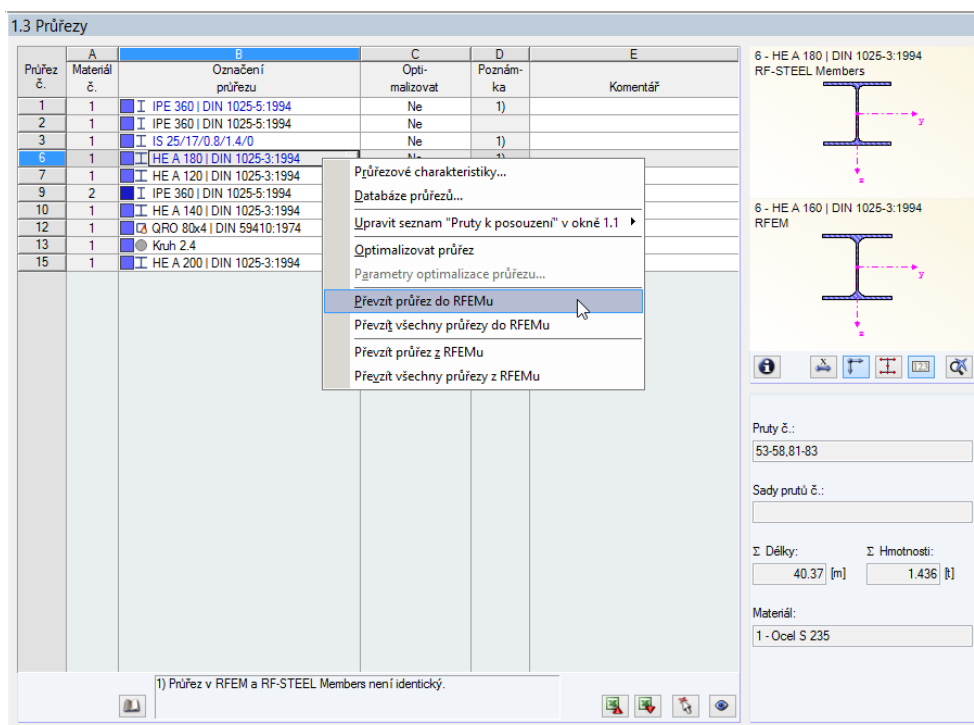 1.3 Průřezy
A B C D E
Průřez Materiál Označení Opti- Poznám-
č. č. průřezu malizovat ka Komentář
1 1 IPE 360 | DIN 1025-5:1994 Ne 1)
2 1 IPE 360 | DIN 1025-5:1994 Ne
3 1 IS 25/17/0.8/1.4/0 Ne 1)
6 1 HE A 180 | DIN 1025-3:1994 Ne 1)
7 1 HE A 120 | DIN 1025-3:1994
9 2 IPE 360 | DIN 1025-5:1994
10 1 HE A 140 | DIN 1025-3:1994
12 1 QRO 80x4 | DIN 59410:1974
13 1 Kruh 2.4
15 1 HE A 200 | DIN 1025-3:1994
Průřezové charakteristiky...
Databáze průřezů...
Upravit seznam "Pruty k posouzení" v okně 1.1
Optimalizovat průřez
Parametry optimalizace průřezu...
Převzít průřez do RFEMu
Převzít všechny průřezy do RFEMu
Převzít průřez z RFEMu
Převzít všechny průřezy z RFEMu
1) Průřez v RFEM a RF-STEEL Members není identický.
6 - HE A 180 | DIN 1025-3:1994
RF-STEEL Members
y
z
6 - HE A 160 | DIN 1025-3:1994
RFEM
y
z
Pruty č.:
53-58,81-83
Sady prutů č.:
Σ Délky: Σ Hmotnosti:
40.37 [m] 1.436 [t]
Materiál:
1 - Ocel S 235